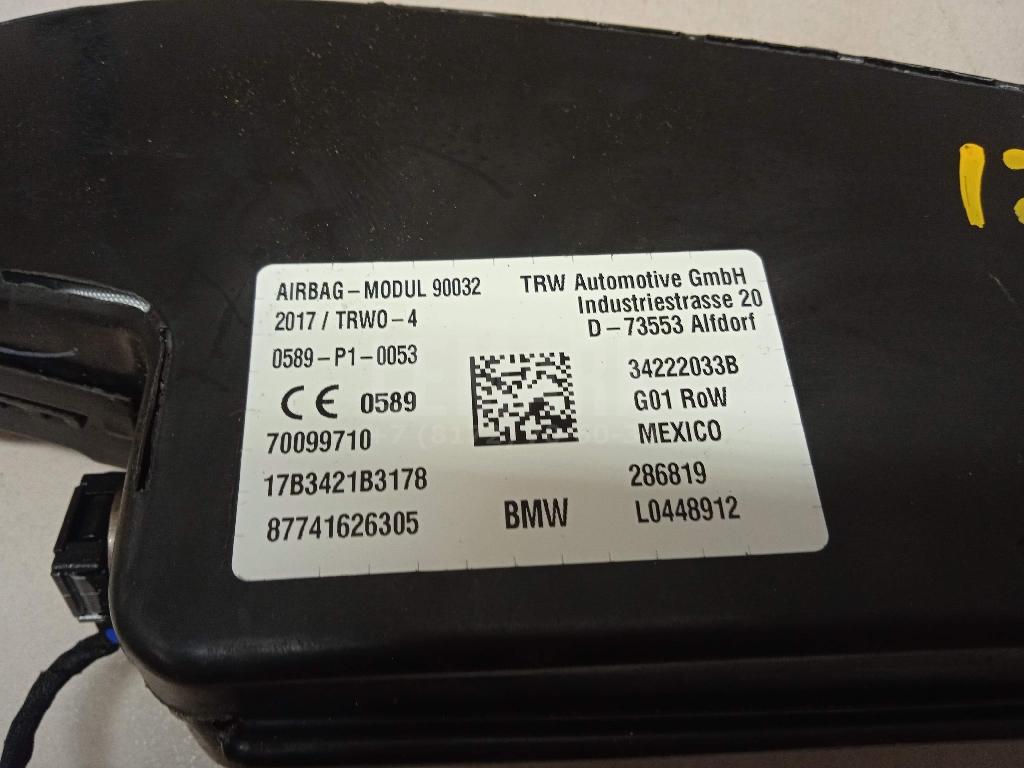 AIRBAG-MODUL 90032
2017 / TRW0-4
0589-P1-0053
CE 0589
70099710
17B3421B3178
87741626305
TRW Automotive GmbH
Industriestrasse 20
D-73553 Alfdorf
34222033B
G01 RoW
MEXICO
286819
BMW
L0448912